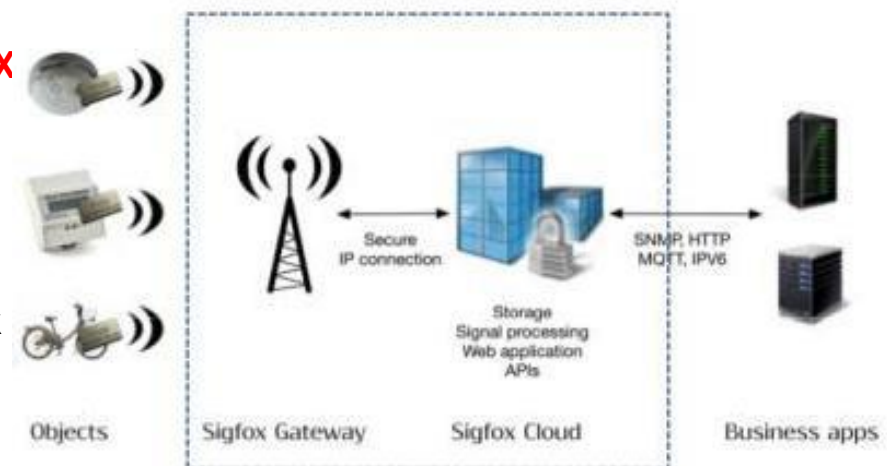 X
Secure
IP connection
SNMP, HTTP
MQTT, IPV6
Storage
Signal processing
Web application
APIs
Objects
Sigfox Gateway
Sigfox Cloud
Business apps